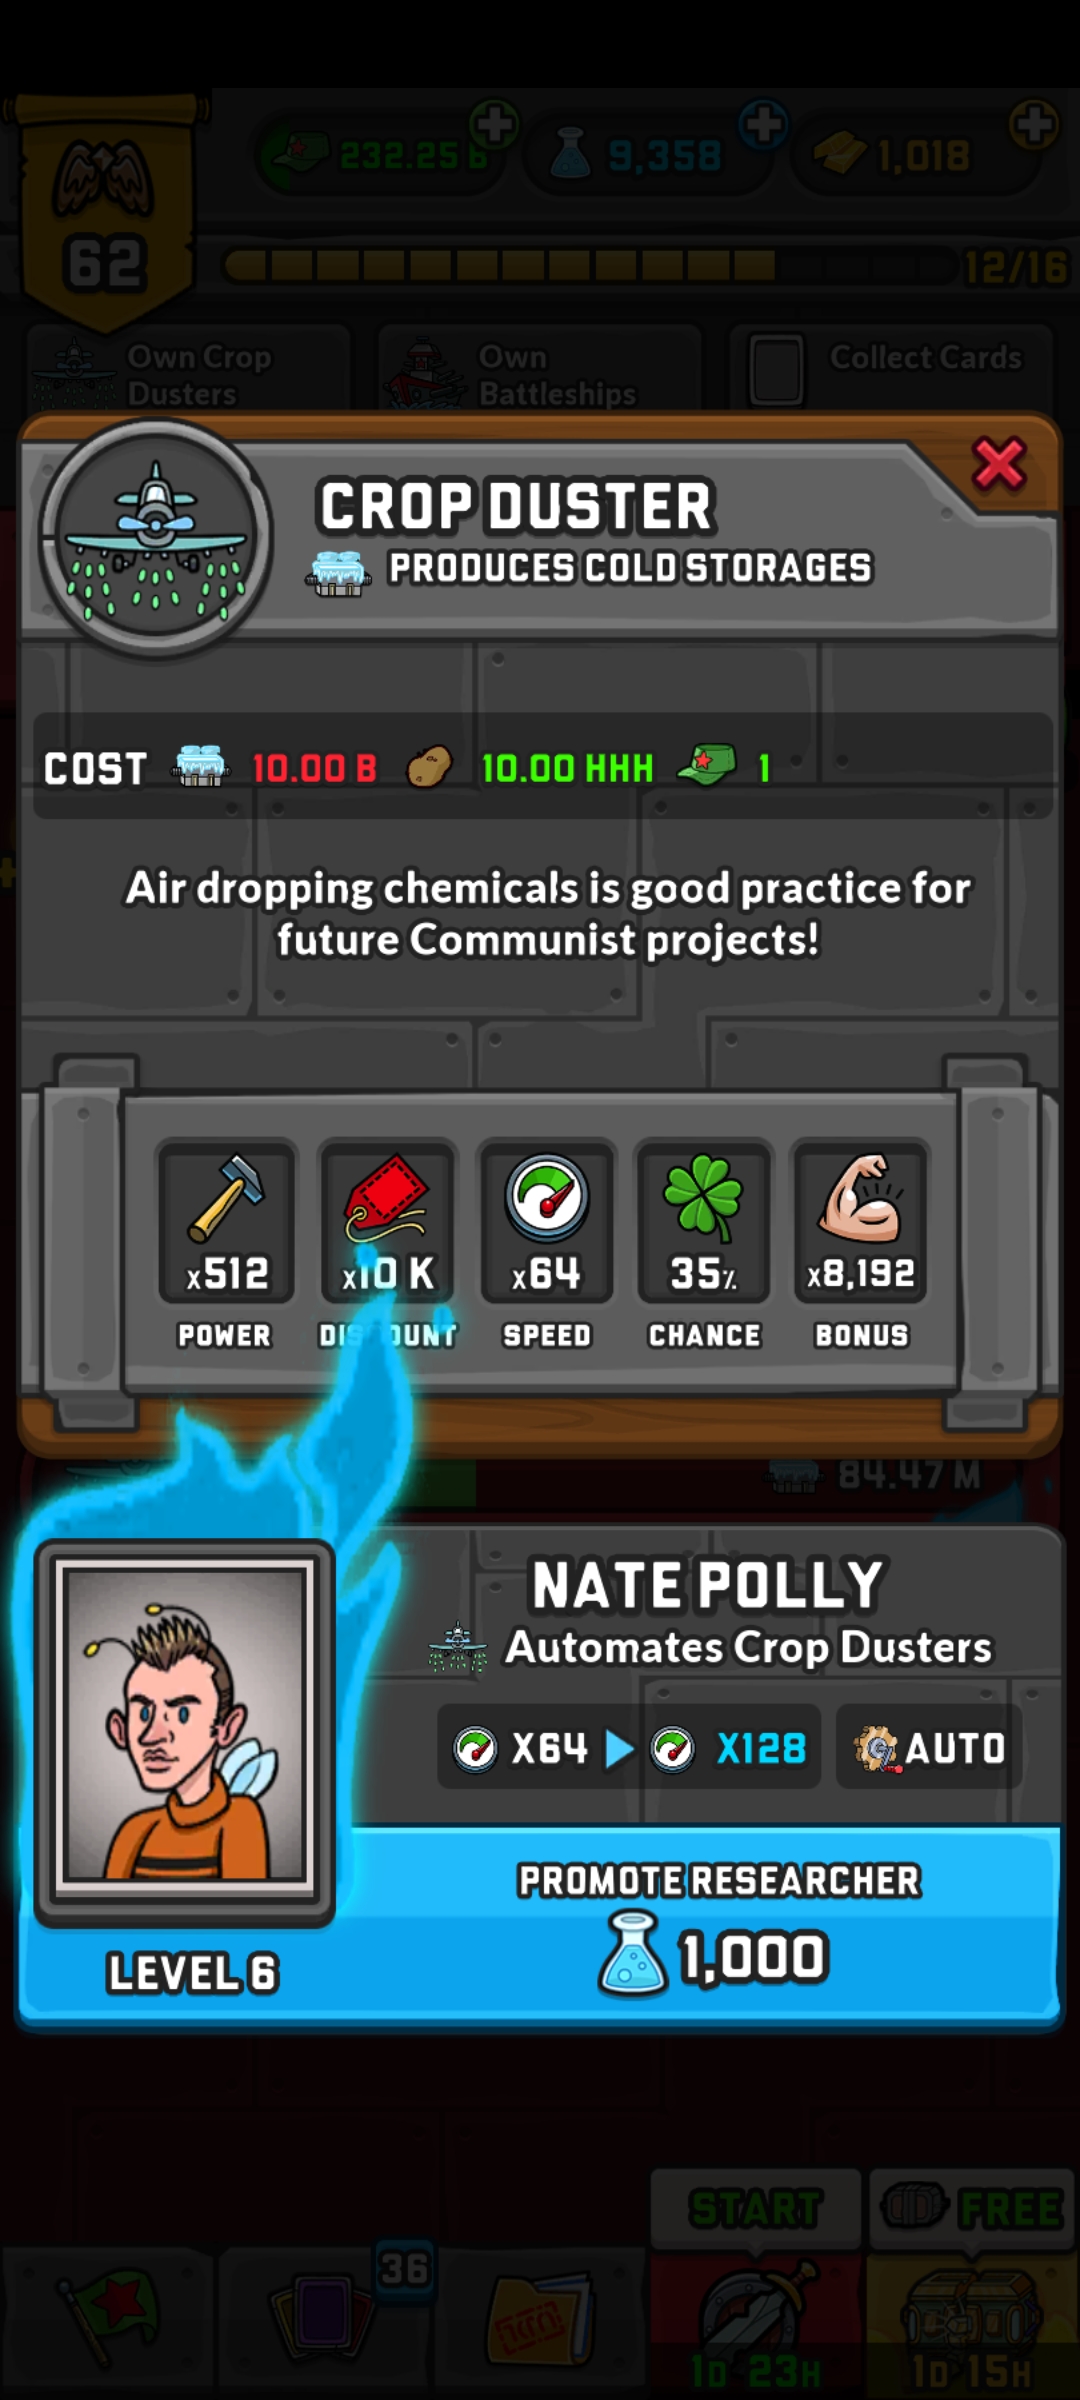 232.25 B
9,358
1,018
62
12/16
Own Crop
Dusters
Own
Battleships
Collect Cards
CROP DUSTER
PRODUCES COLD STORAGES
COST 10.00 B 10.00 HHH 1
Air dropping chemicals is good practice for
future Communist projects!
x512 x10 K x64 35% x8,192
POWER DISCOUNT SPEED CHANCE BONUS
84.47 M
NATE POLLY
Automates Crop Dusters
X64 X128 AUTO
PROMOTE RESEARCHER
1,000
LEVEL 6
START
FREE
36
1D 23H
1D 15H